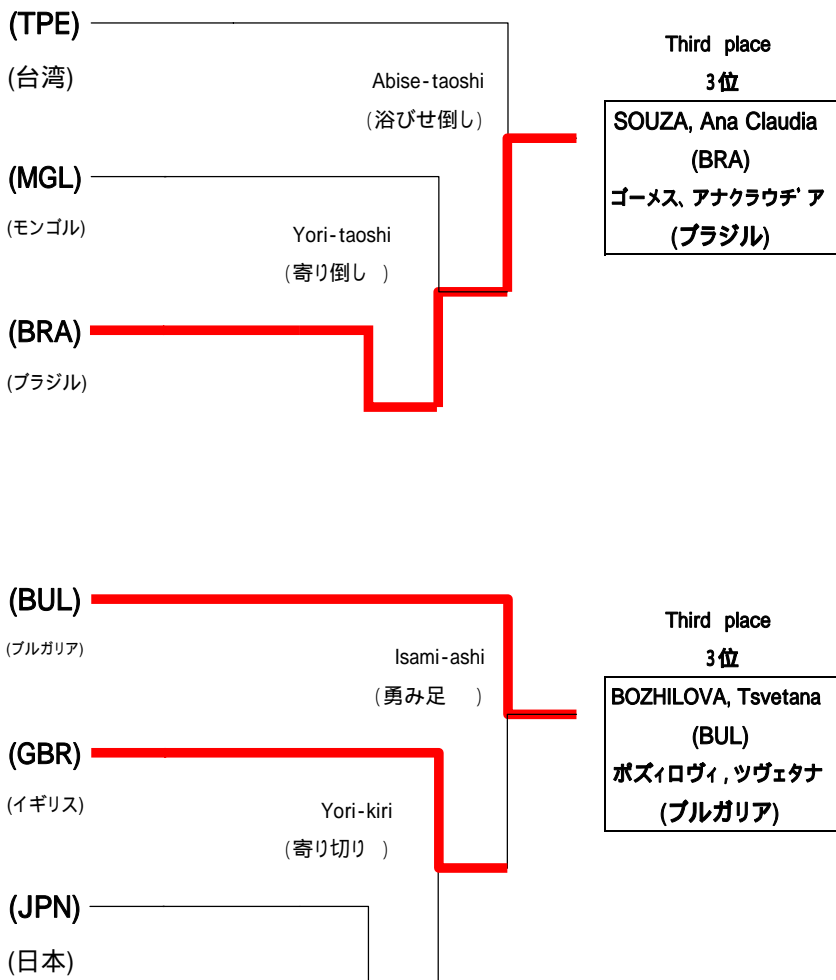 (TPE)
(台湾)
Abise-taoshi
(浴びせ倒し)
Third place
3位
SOUZA, Ana Claudia
(BRA)
ゴーメス、アナクラウヂア
(ブラジル)
(MGL)
(モンゴル)
Yori-taoshi
(寄り倒し )
(BRA)
(ブラジル)
(BUL)
(ブルガリア)
Isami-ashi
(勇み足 )
Third place
3位
BOZHILOVA, Tsvetana
(BUL)
ボズィロヴィ,ツヴェタナ
(ブルガリア)
(GBR)
(イギリス)
Yori-kiri
(寄り切り )
(JPN)
(日本)